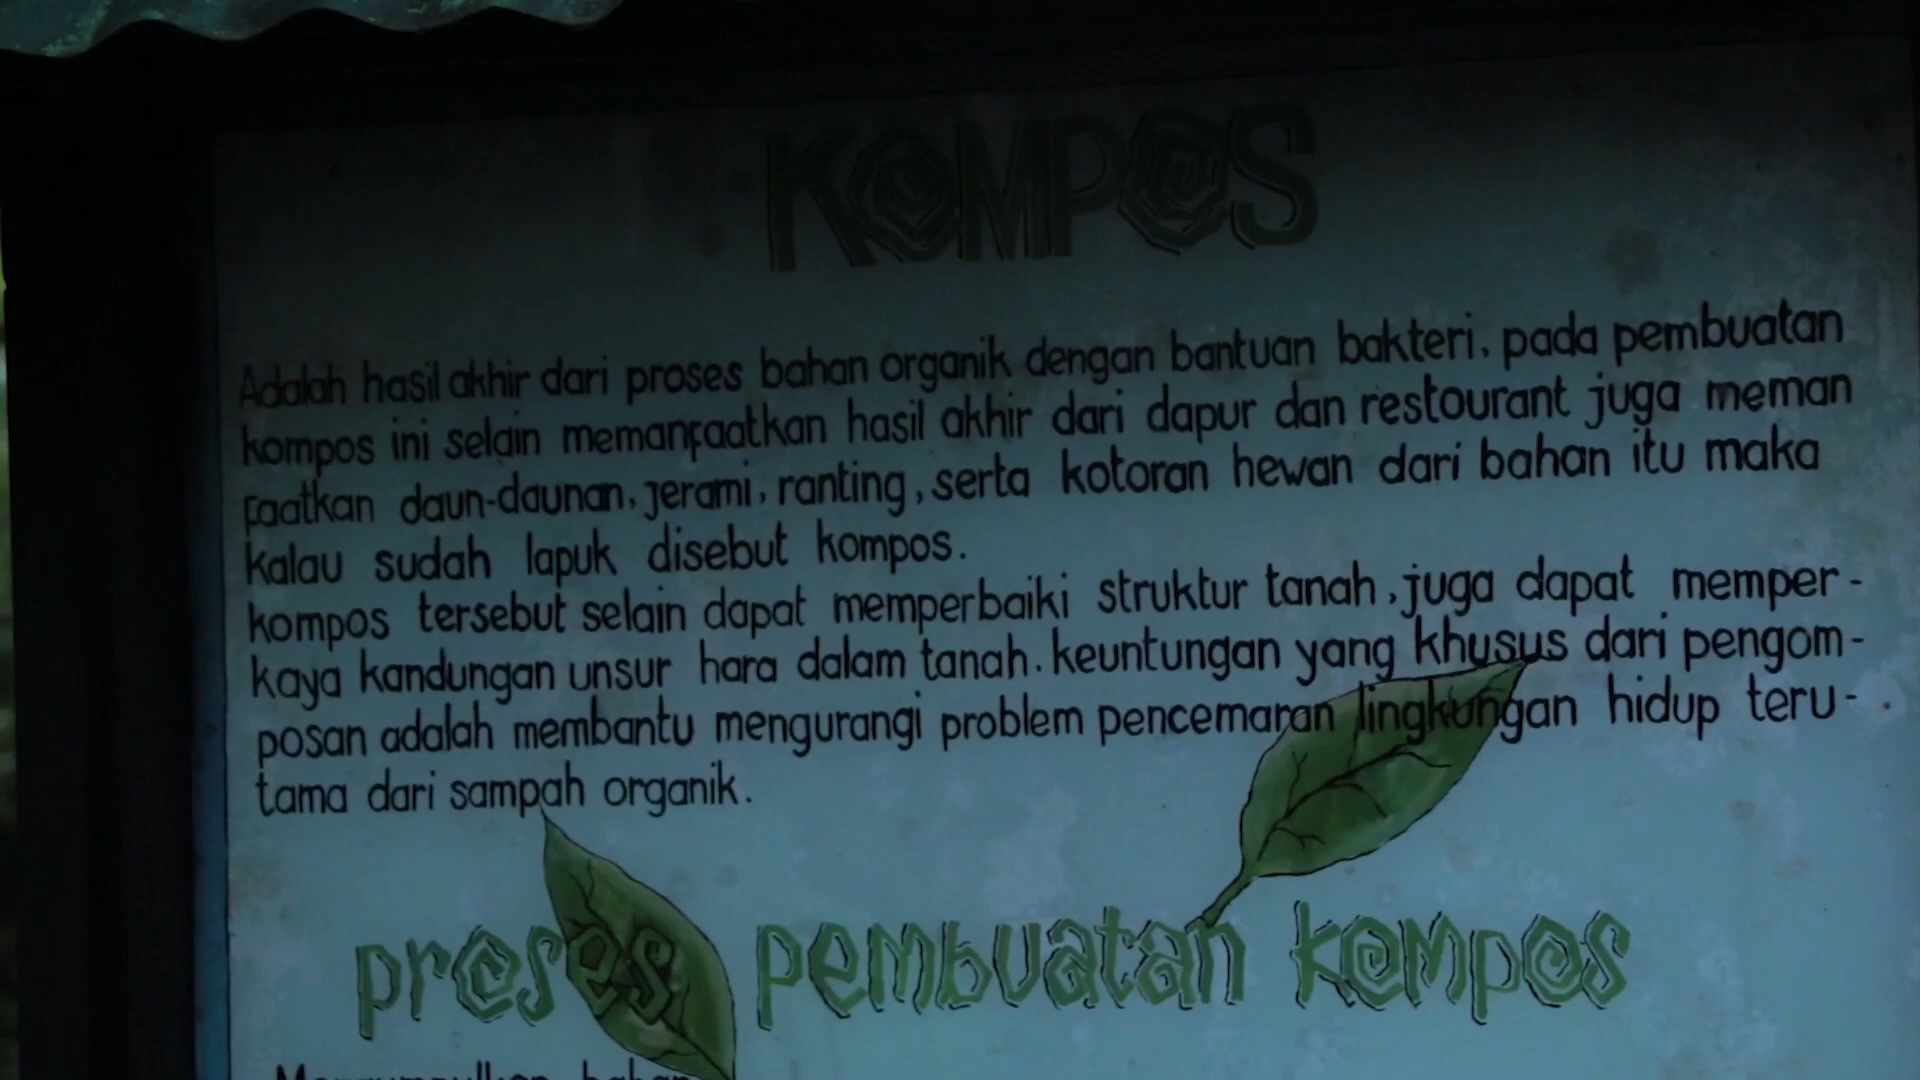 KOMPOS
Adalah hasil akhir dari proses bahan organik dengan bantuan bakteri, pada pembuatan
kompos ini selain memanfaatkan hasil akhir dari dapur dan restourant juga meman
faatkan daun-daunan, jerami, ranting, serta kotoran hewan dari bahan itu maka
kalau sudah lapuk disebut kompos.
kompos tersebut selain dapat memperbaiki struktur tanah, juga dapat memper-
kaya kandungan unsur hara dalam tanah. keuntungan yang khusus dari pengom-
posan adalah membantu mengurangi problem pencemaran lingkungan hidup teru-
tama dari sampah organik.
proses pembuatan kompos
Mengumpulkan bahan